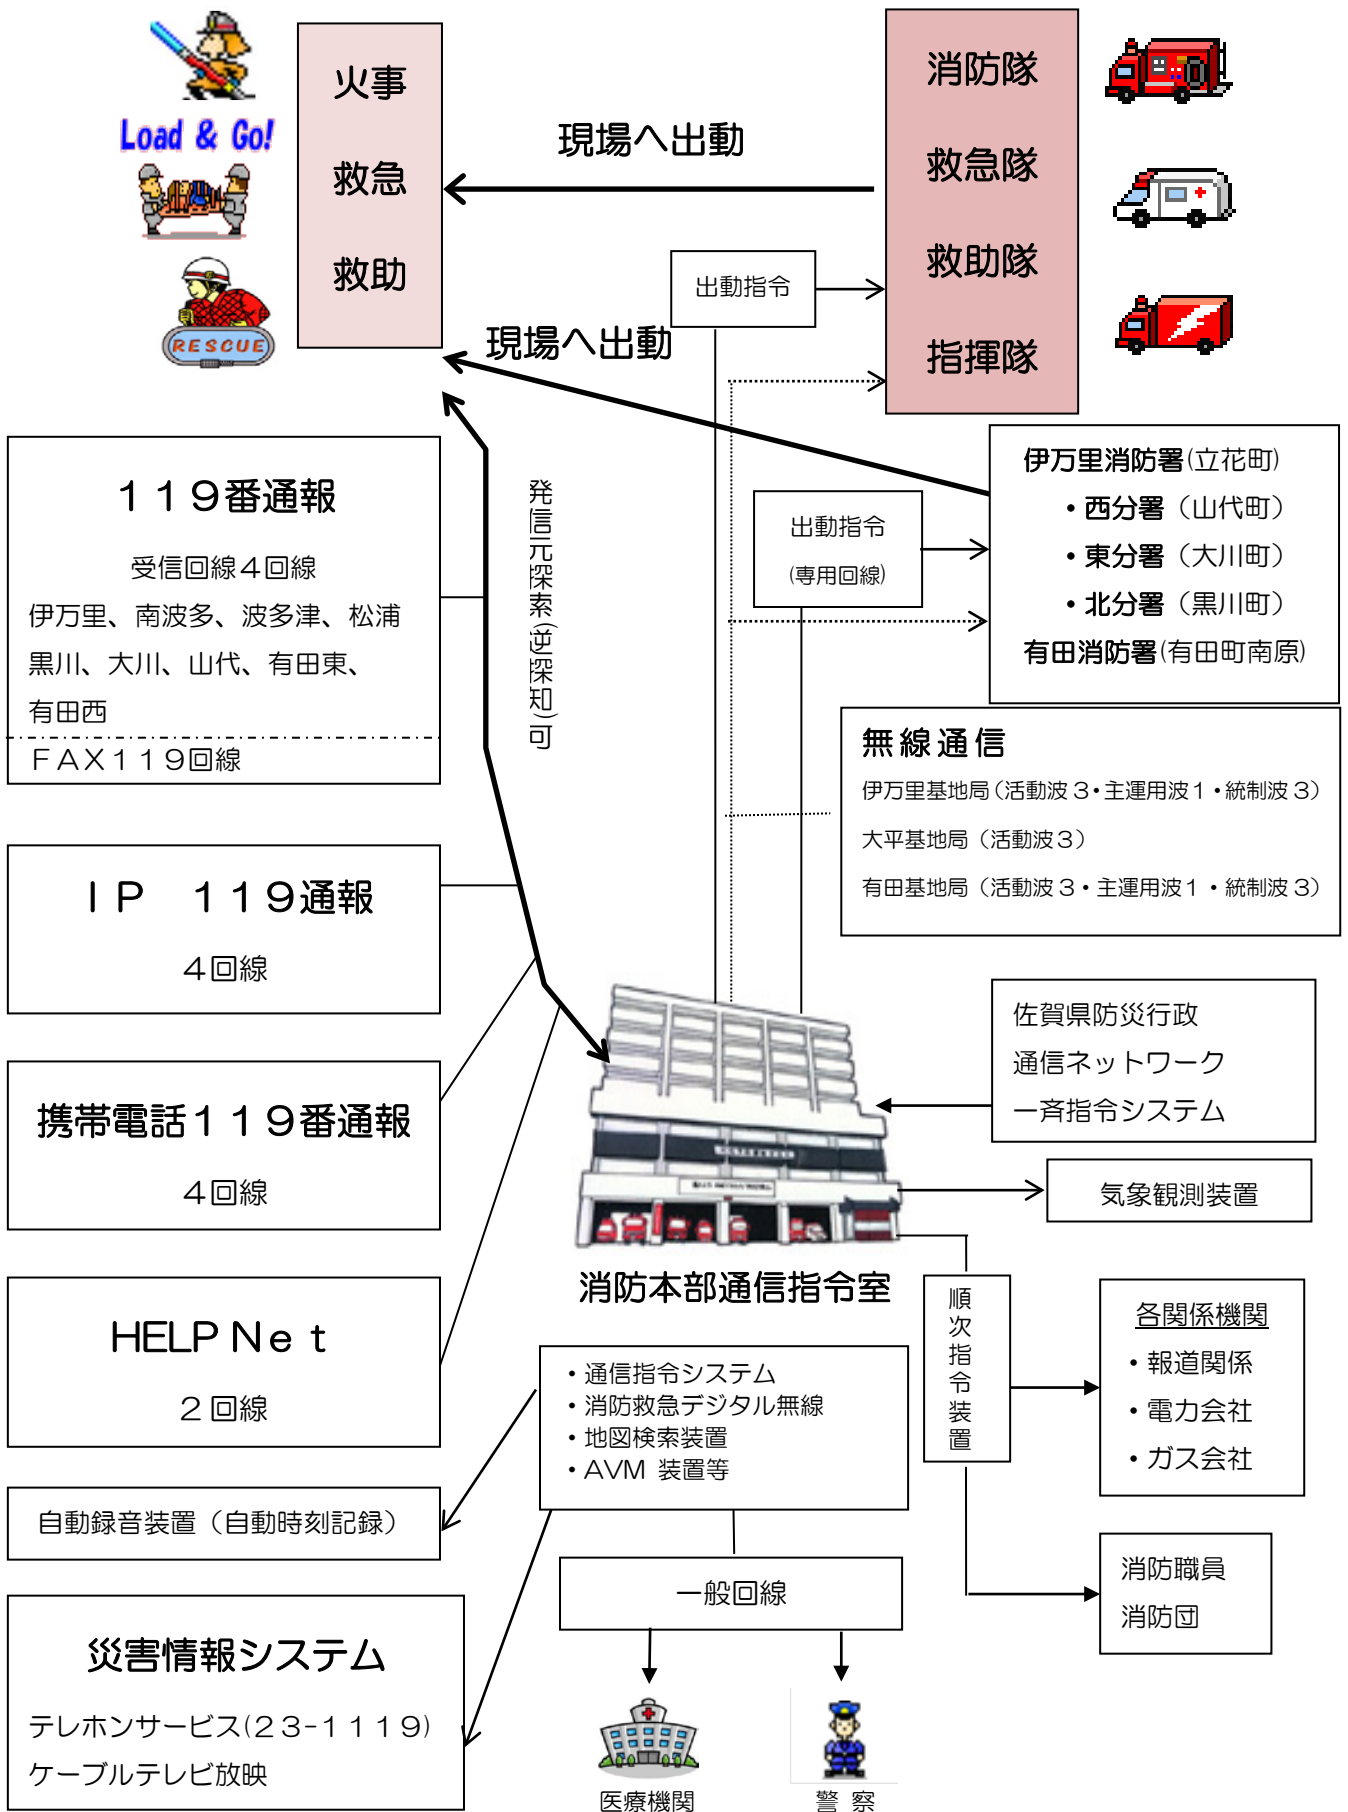 Load & Go!
RESCUE
火事
救急
救助
現場へ出動
消防隊
救急隊
救助隊
指揮隊
出動指令
現場へ出動
119番通報
受信回線4回線
伊万里、南波多、波多津、松浦
黒川、大川、山代、有田東、
有田西
FAX119回線
発信元探索(逆探知)可
出動指令
(専用回線)
伊万里消防署(立花町)
・西分署（山代町）
・東分署（大川町）
・北分署（黒川町）
有田消防署(有田町南原)
無線通信
伊万里基地局（活動波3・主運用波1・統制波3）
大平基地局（活動波3）
有田基地局（活動波3・主運用波1・統制波3）
IP 119通報
4回線
携帯電話119番通報
4回線
HELPNet
2回線
自動録音装置（自動時刻記録）
災害情報システム
テレホンサービス(23-1119)
ケーブルテレビ放映
佐賀県防災行政
通信ネットワーク
一斉指令システム
気象観測装置
消防本部通信指令室
・通信指令システム
・消防救急デジタル無線
・地図検索装置
・AVM 装置等
順次指令装置
各関係機関
・報道関係
・電力会社
・ガス会社
消防職員
消防団
一般回線
医療機関
警察